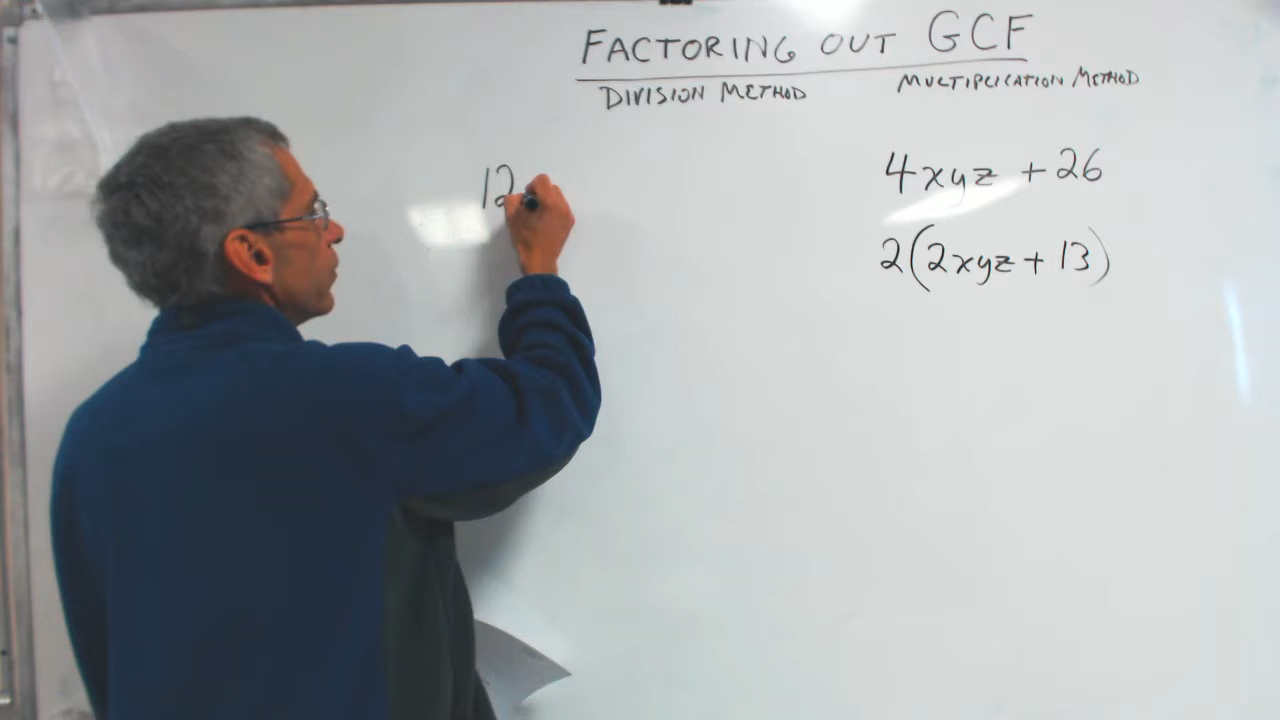 FACTORING OUT GCF
DIVISION METHOD
MULTIPLICATION METHOD
12
4xyz + 26
2(2xyz + 13)